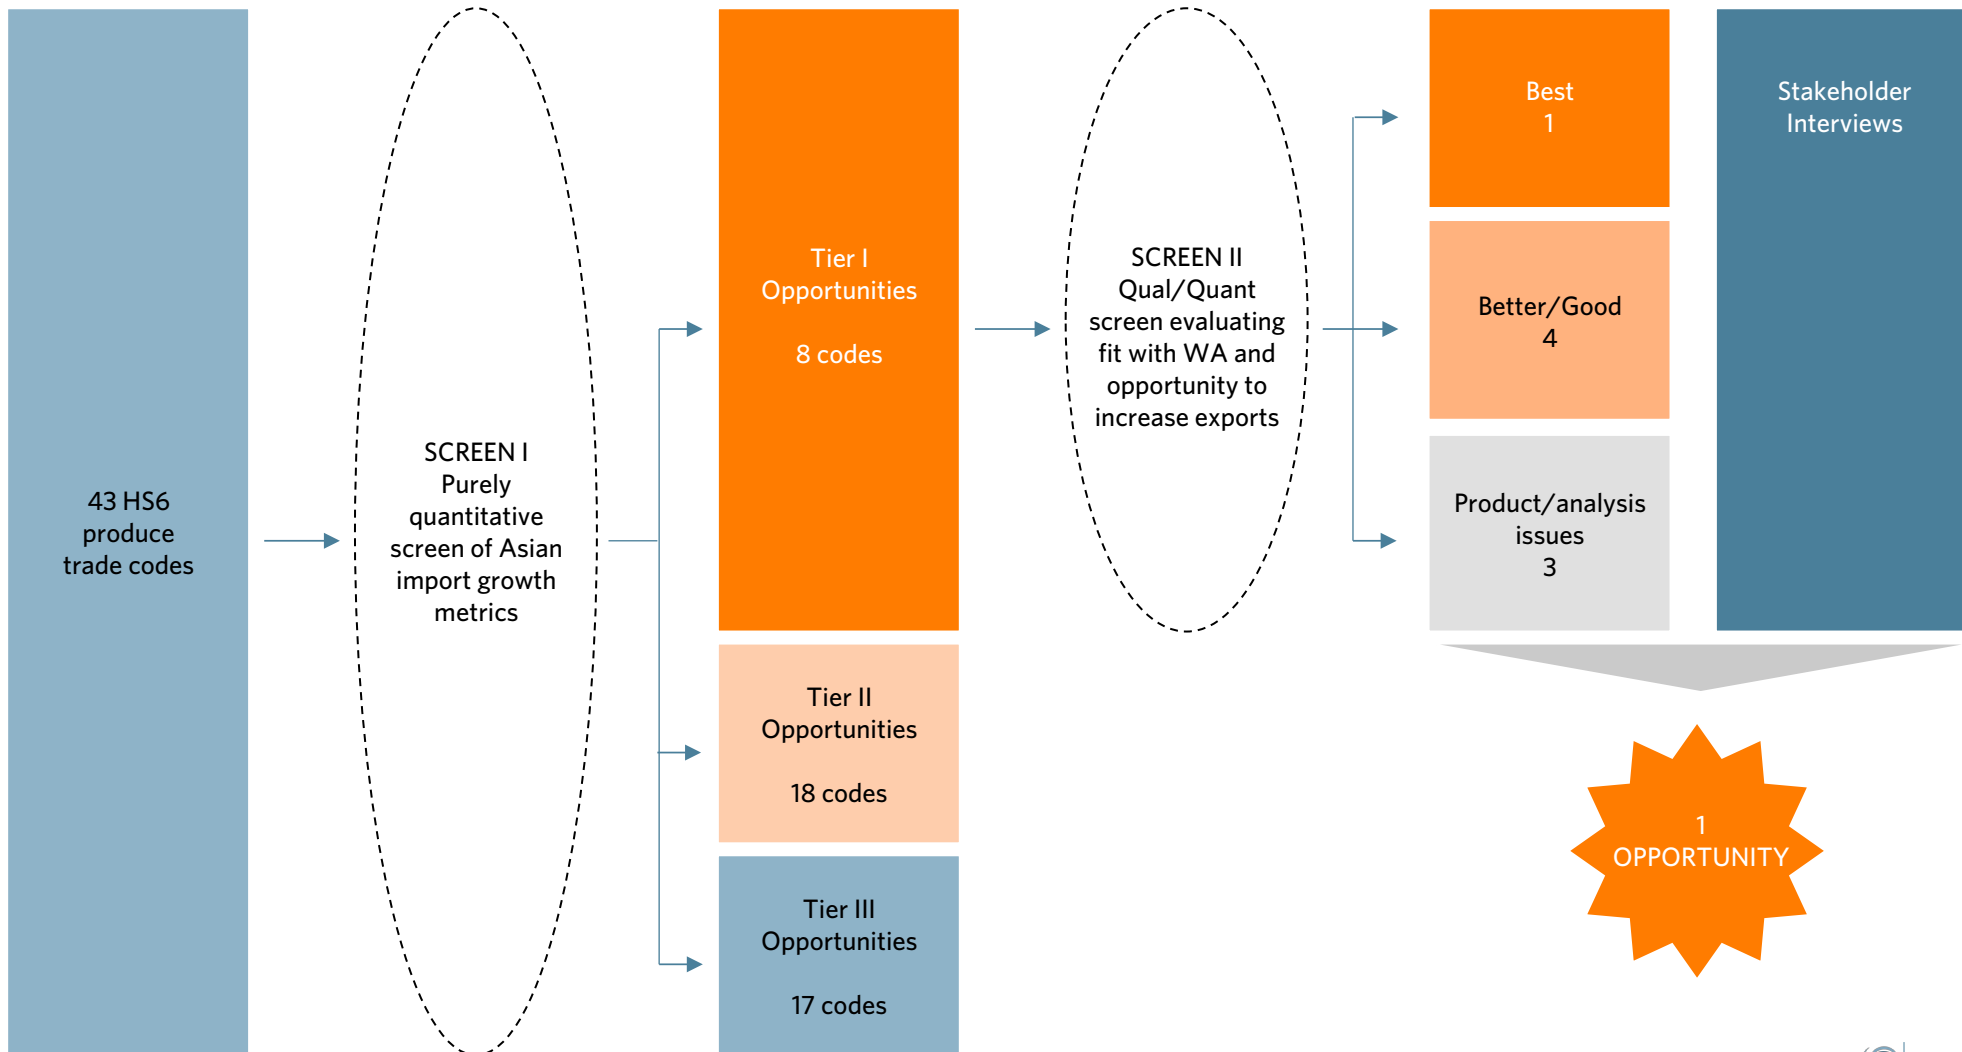 43 HS6
produce
trade codes
SCREEN I
Purely
quantitative
screen of Asian
import growth
metrics
Tier I
Opportunities
8 codes
Tier II
Opportunities
18 codes
Tier III
Opportunities
17 codes
SCREEN II
Qual/Quant
screen evaluating
fit with WA and
opportunity to
increase exports
Best
1
Better/Good
4
Product/analysis
issues
3
Stakeholder
Interviews
1
OPPORTUNITY